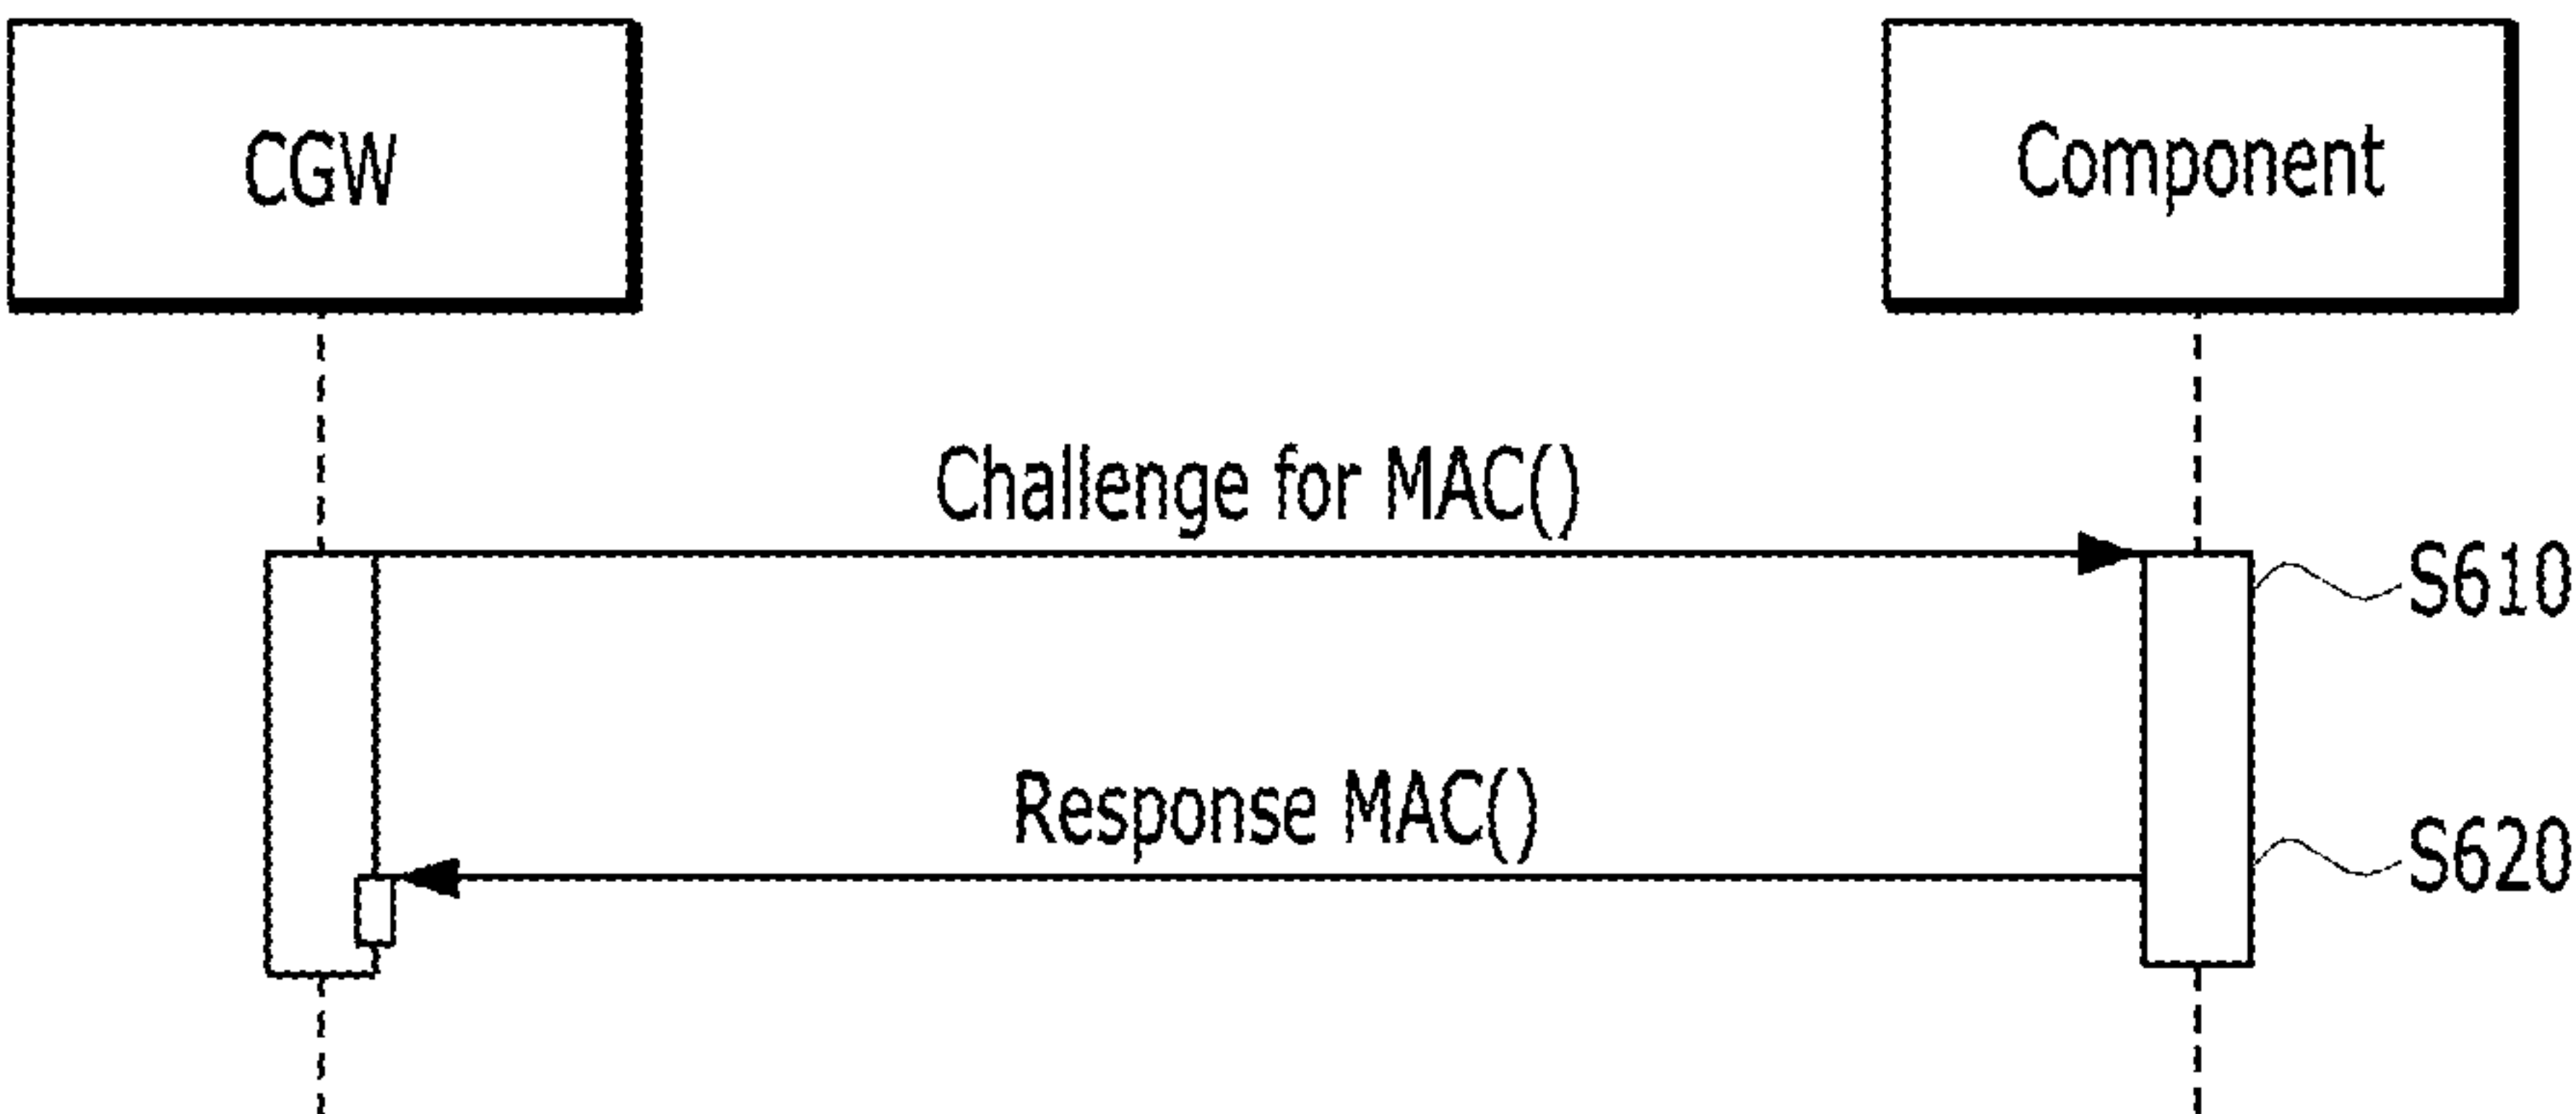 CGW
Component
Challenge for MAC()
S610
Response MAC()
S620